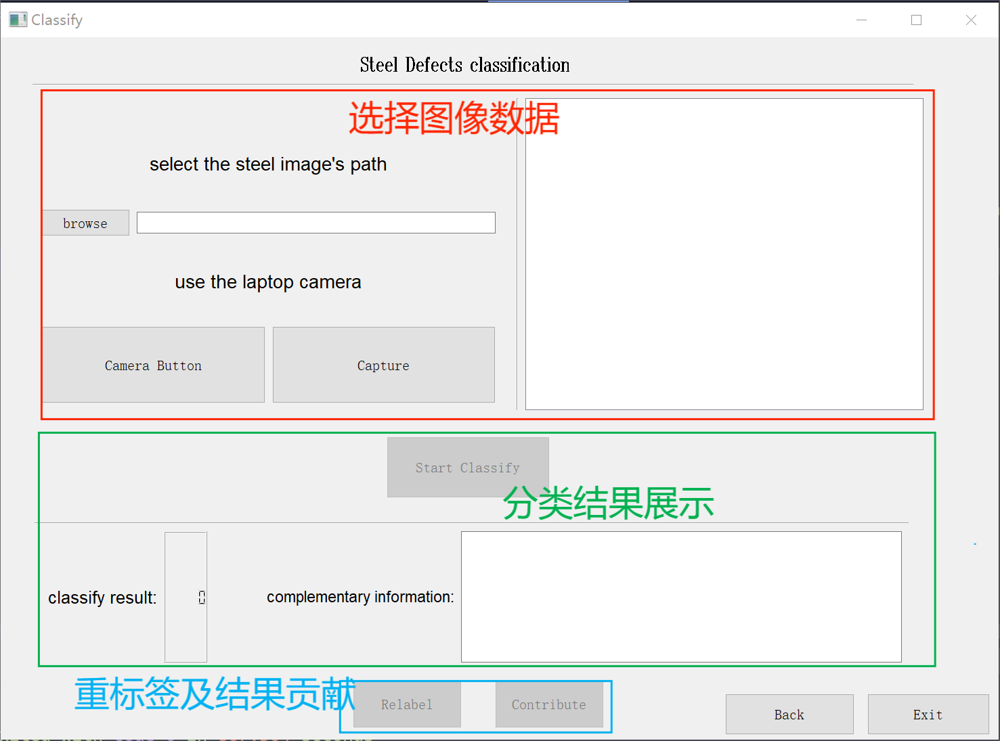 Classify
Steel Defects classification
选择图像数据
select the steel image's path
browse
use the laptop camera
Camera Button
Capture
Start Classify
分类结果展示
classify result:
0
complementary information:
重标签及结果贡献
Relabel
Contribute
Back
Exit